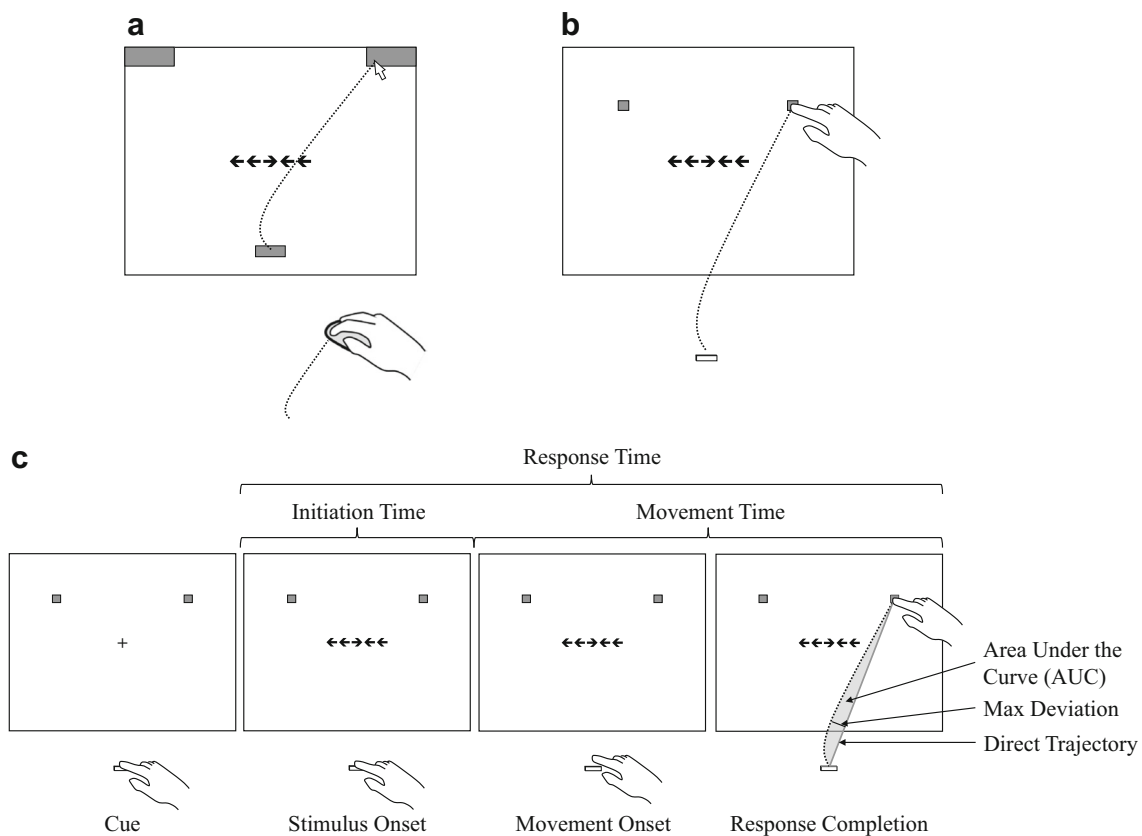 a
b
c
Response Time
Initiation Time
Movement Time
Area Under the
Curve (AUC)
Max Deviation
Direct Trajectory
Cue
Stimulus Onset
Movement Onset
Response Completion